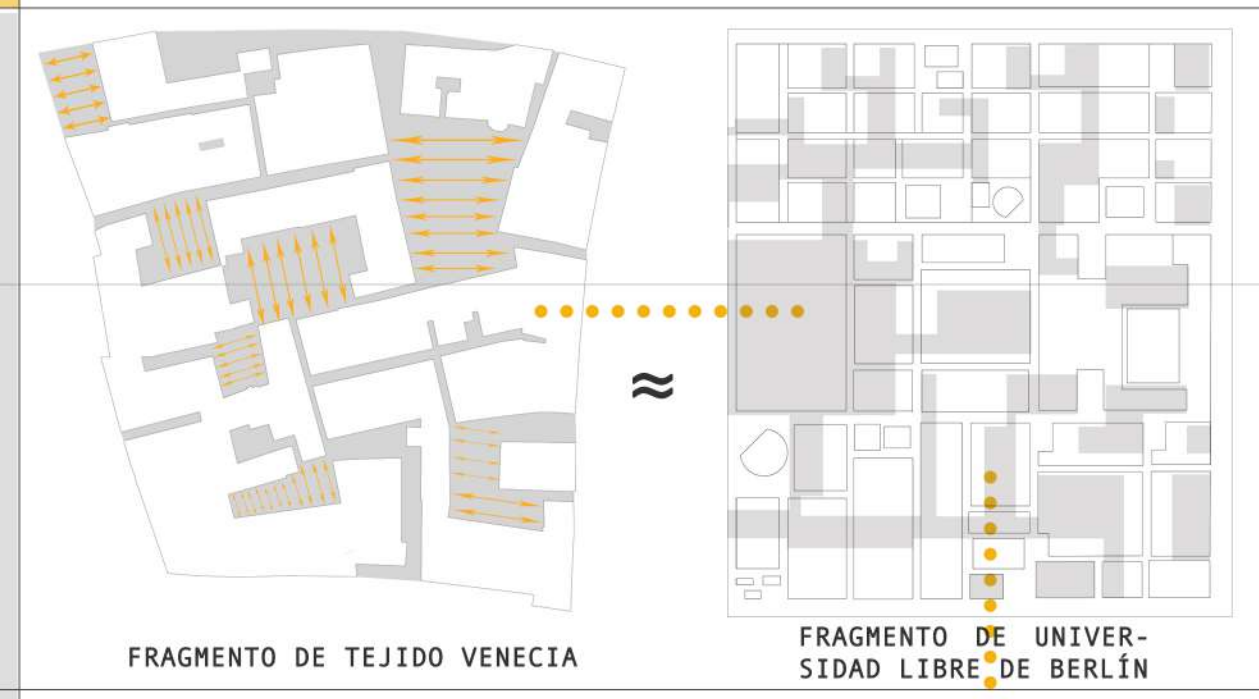 ≈
FRAGMENTO DE TEJIDO VENECIA
FRAGMENTO DE UNIVER-
SIDAD LIBRE DE BERLÍN